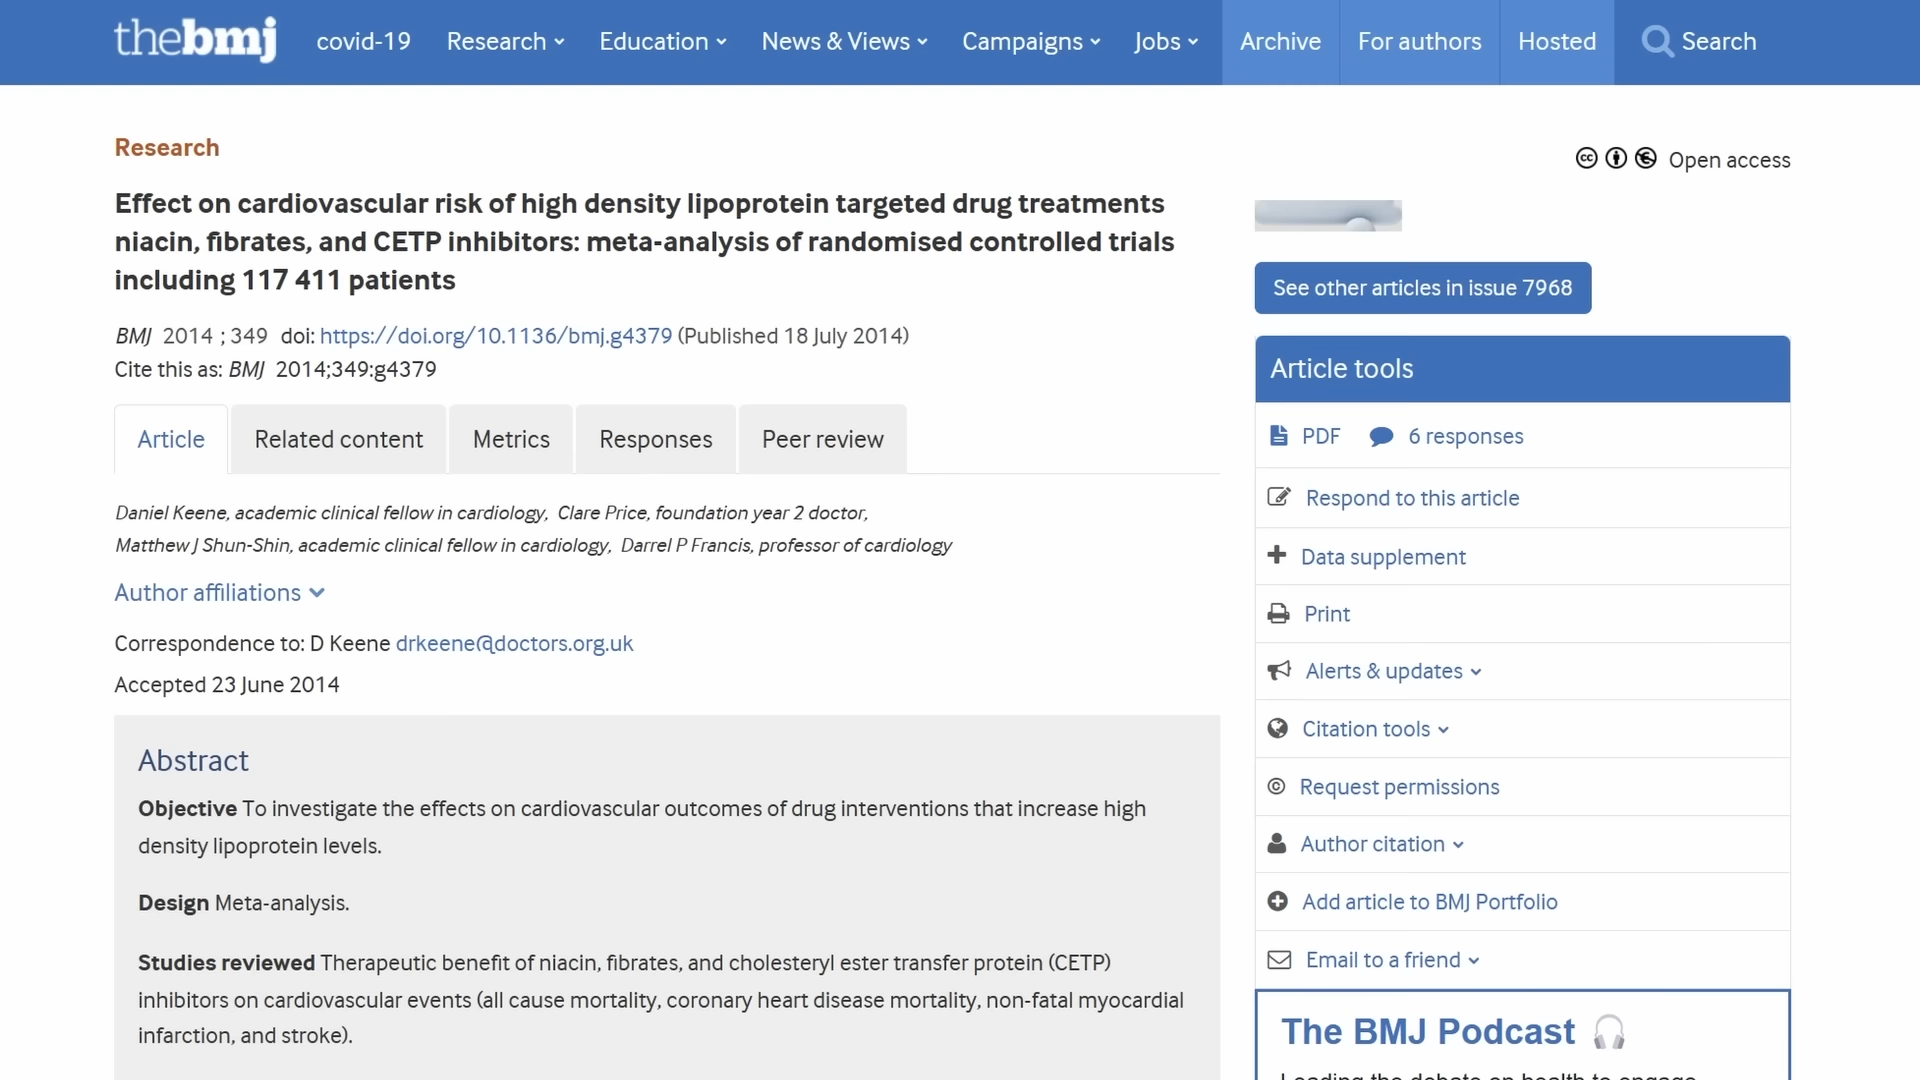 thebmj covid-19 Research Education News & Views Campaigns Jobs Archive For authors Hosted Search
Research
Open access
Effect on cardiovascular risk of high density lipoprotein targeted drug treatments
niacin, fibrates, and CETP inhibitors: meta-analysis of randomised controlled trials
including 117 411 patients
BMJ 2014 ; 349 doi: https://doi.org/10.1136/bmj.g4379 (Published 18 July 2014)
Cite this as: BMJ 2014;349:g4379
Article Related content Metrics Responses Peer review
Daniel Keene, academic clinical fellow in cardiology, Clare Price, foundation year 2 doctor,
Matthew J Shun-Shin, academic clinical fellow in cardiology, Darrel P Francis, professor of cardiology
Author affiliations
Correspondence to: D Keene drkeene@doctors.org.uk
Accepted 23 June 2014
Abstract
Objective To investigate the effects on cardiovascular outcomes of drug interventions that increase high
density lipoprotein levels.
Design Meta-analysis.
Studies reviewed Therapeutic benefit of niacin, fibrates, and cholesteryl ester transfer protein (CETP)
inhibitors on cardiovascular events (all cause mortality, coronary heart disease mortality, non-fatal myocardial
infarction, and stroke).
See other articles in issue 7968
Article tools
PDF 6 responses
Respond to this article
Data supplement
Print
Alerts & updates
Citation tools
Request permissions
Author citation
Add article to BMJ Portfolio
Email to a friend
The BMJ Podcast
Leading the debate on health to engage